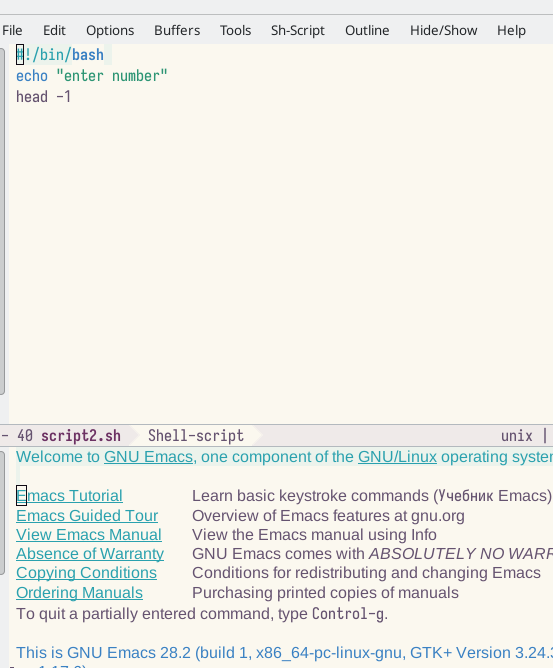 File Edit Options Buffers Tools Sh-Script Outline Hide/Show Help
#!/bin/bash
echo "enter number"
head -1
- 40 script2.sh Shell-script unix |
Welcome to GNU Emacs, one component of the GNU/Linux operating system
Emacs Tutorial Learn basic keystroke commands (Учебник Emacs)
Emacs Guided Tour Overview of Emacs features at gnu.org
View Emacs Manual View the Emacs manual using Info
Absence of Warranty GNU Emacs comes with ABSOLUTELY NO WARR
Copying Conditions Conditions for redistributing and changing Emacs
Ordering Manuals Purchasing printed copies of manuals
To quit a partially entered command, type Control-g.
This is GNU Emacs 28.2 (build 1, x86_64-pc-linux-gnu, GTK+ Version 3.24.3